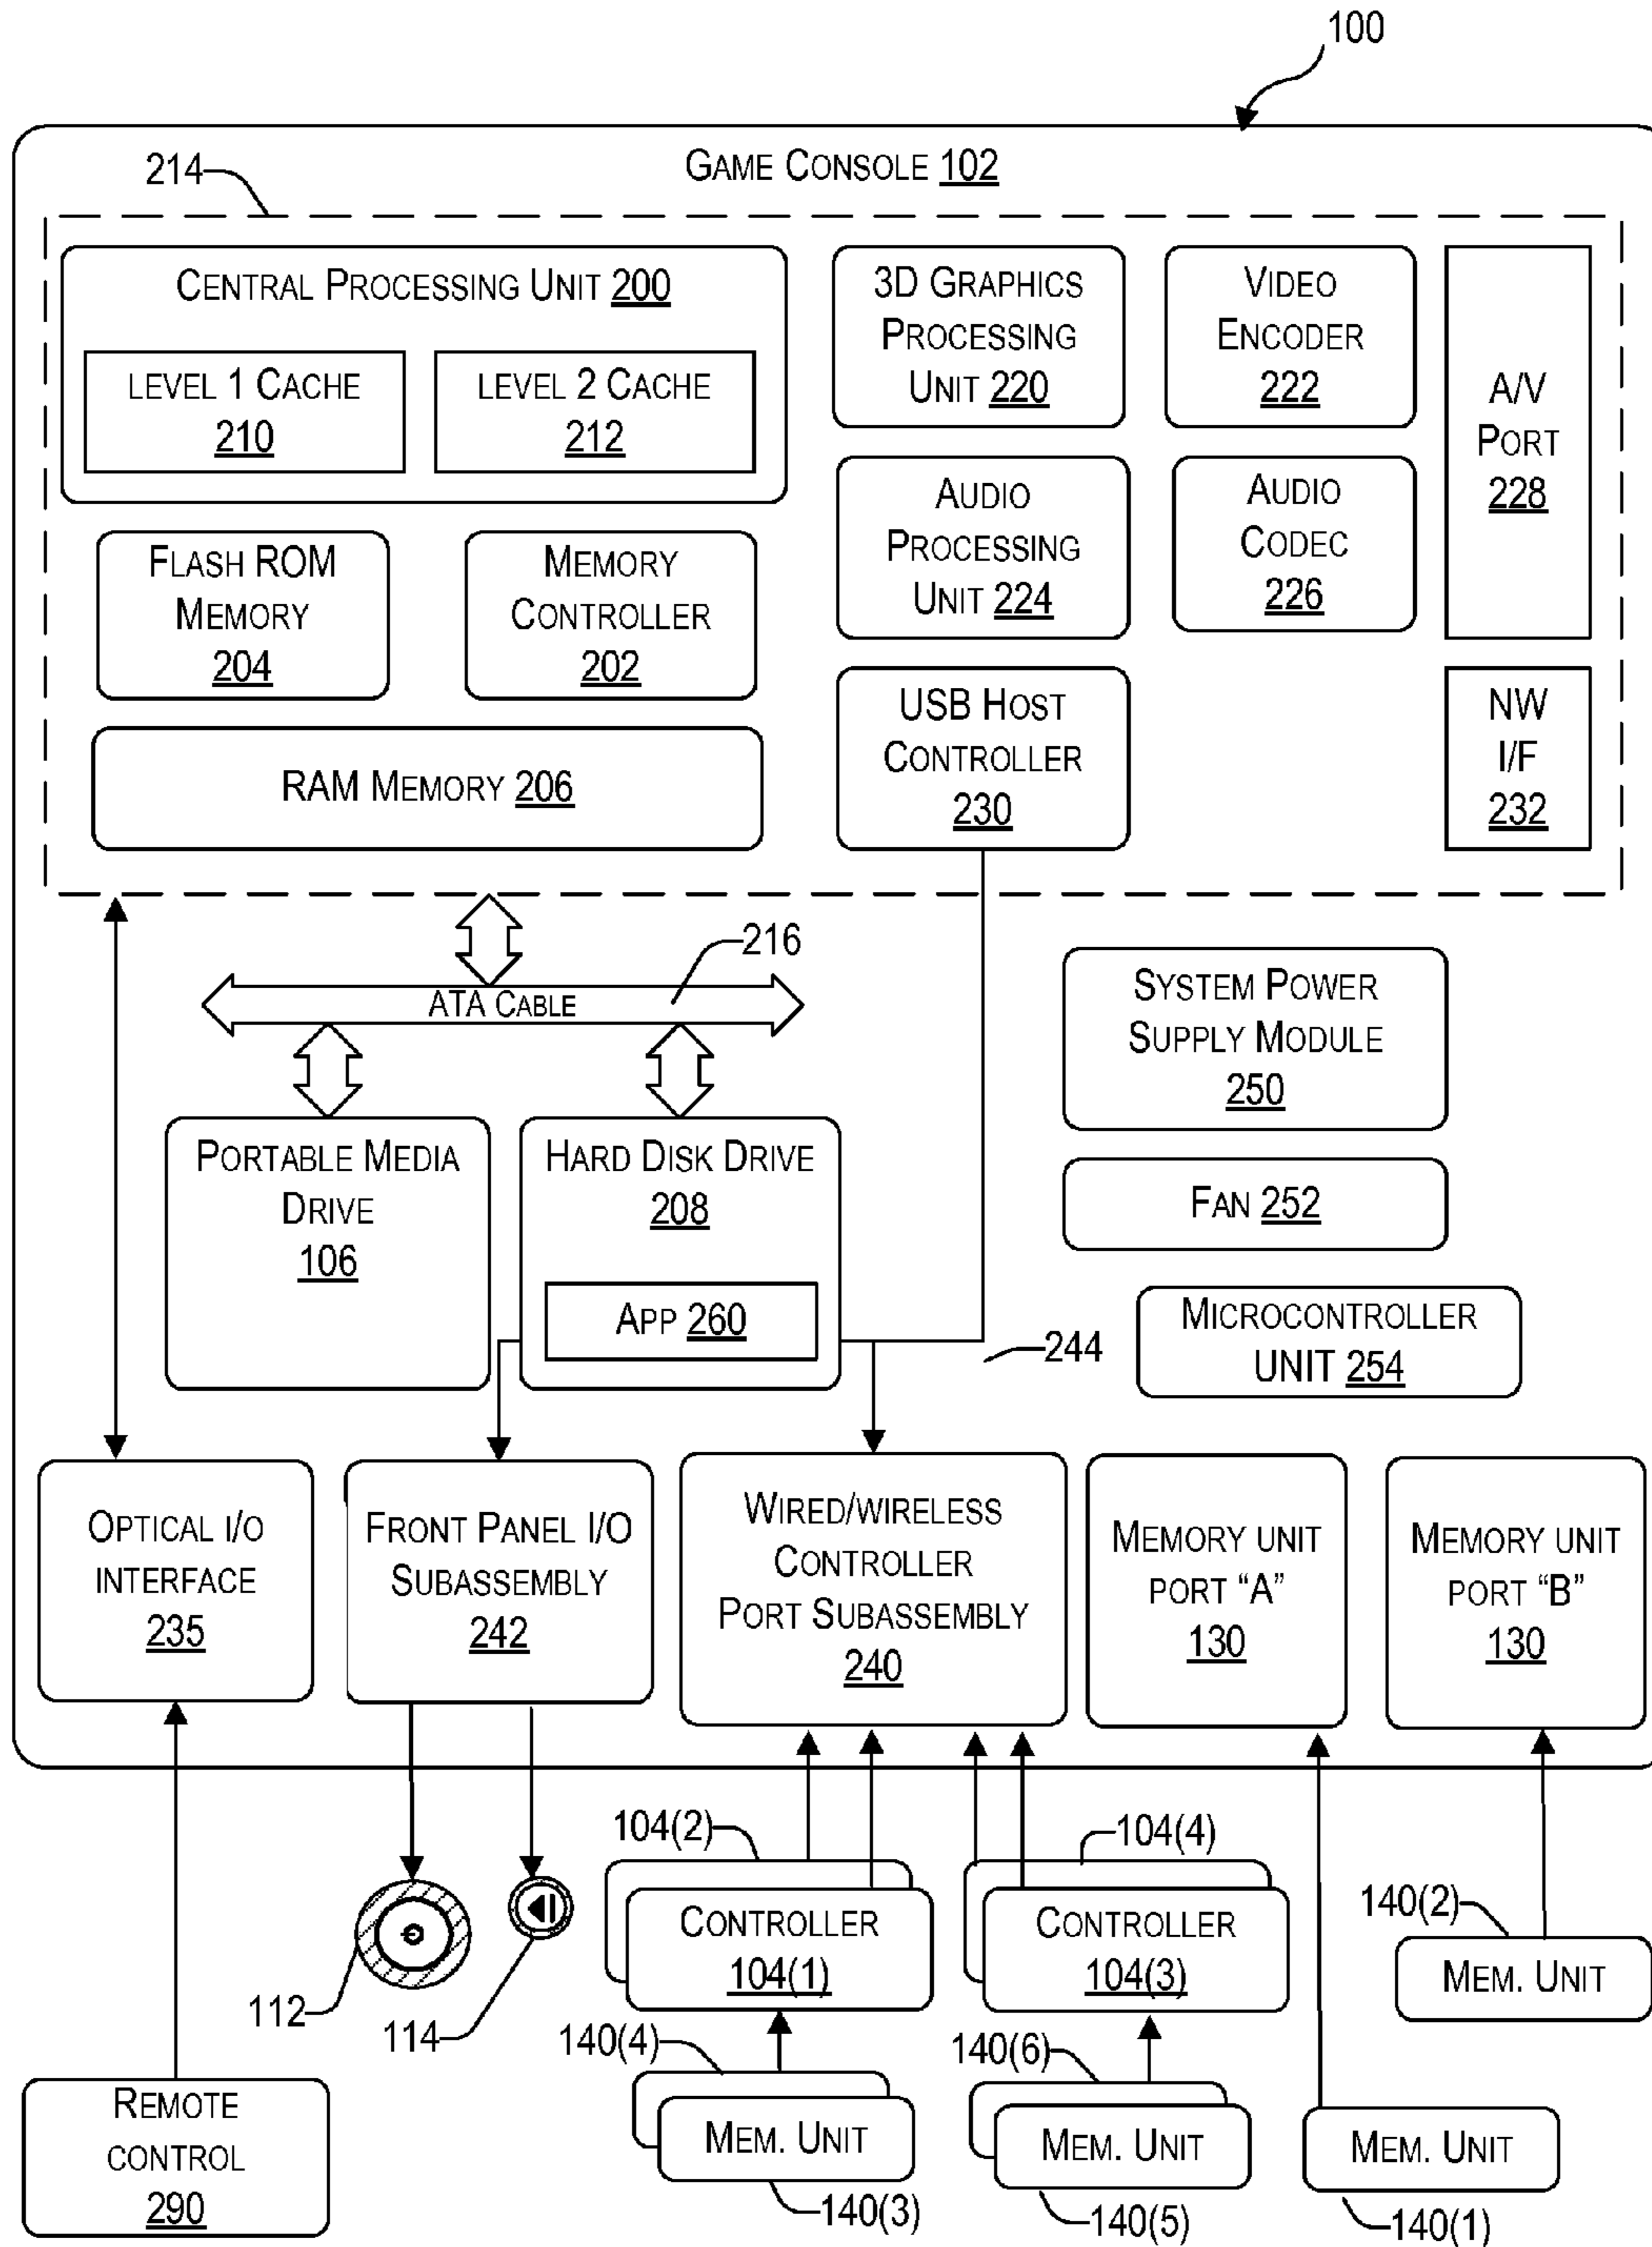 100
GAME CONSOLE 102
214
CENTRAL PROCESSING UNIT 200
LEVEL 1 CACHE
210
LEVEL 2 CACHE
212
3D GRAPHICS
PROCESSING
UNIT 220
VIDEO
ENCODER
222
A/V
PORT
228
AUDIO
PROCESSING
UNIT 224
AUDIO
CODEC
226
FLASH ROM
MEMORY
204
MEMORY
CONTROLLER
202
USB HOST
CONTROLLER
230
NW
I/F
232
RAM MEMORY 206
216
ATA CABLE
SYSTEM POWER
SUPPLY MODULE
250
PORTABLE MEDIA
DRIVE
106
HARD DISK DRIVE
208
APP 260
FAN 252
MICROCONTROLLER
UNIT 254
244
OPTICAL I/O
INTERFACE
235
FRONT PANEL I/O
SUBASSEMBLY
242
WIRED/WIRELESS
CONTROLLER
PORT SUBASSEMBLY
240
MEMORY UNIT
PORT “A”
130
MEMORY UNIT
PORT “B”
130
104(2)
104(4)
CONTROLLER
104(1)
CONTROLLER
104(3)
140(2)
MEM. UNIT
112
114
140(4)
140(6)
REMOTE
CONTROL
290
MEM. UNIT
140(3)
MEM. UNIT
140(5)
MEM. UNIT
140(1)